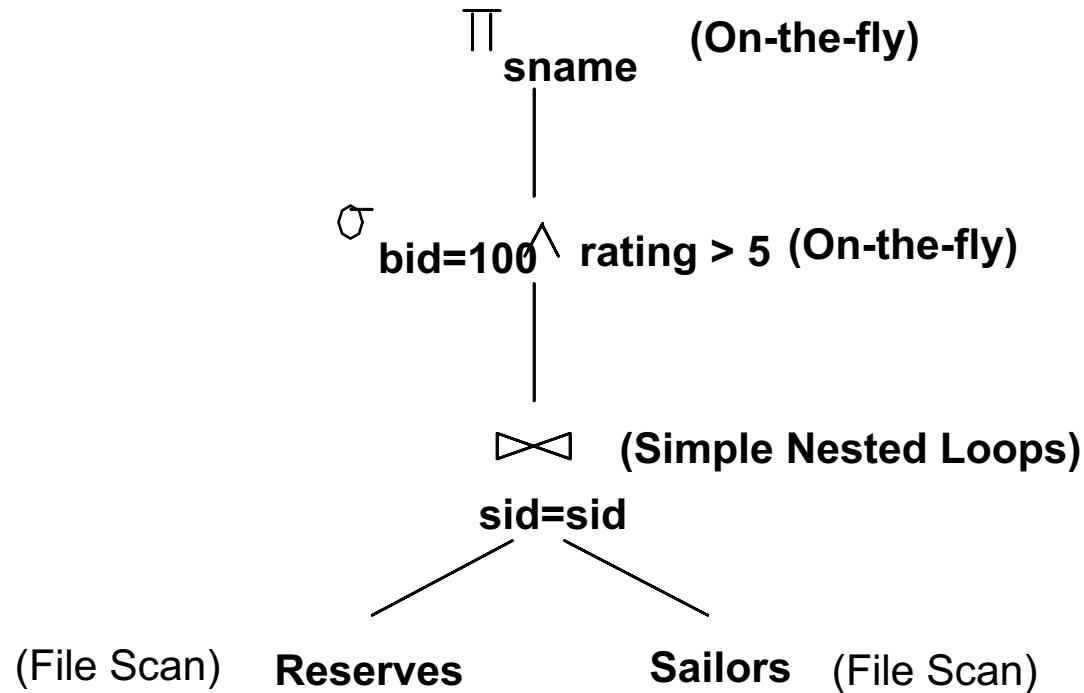 π sname (On-the-fly)
σ bid=100 ∧ rating > 5 (On-the-fly)
⋈ (Simple Nested Loops)
sid=sid
(File Scan) Reserves Sailors (File Scan)